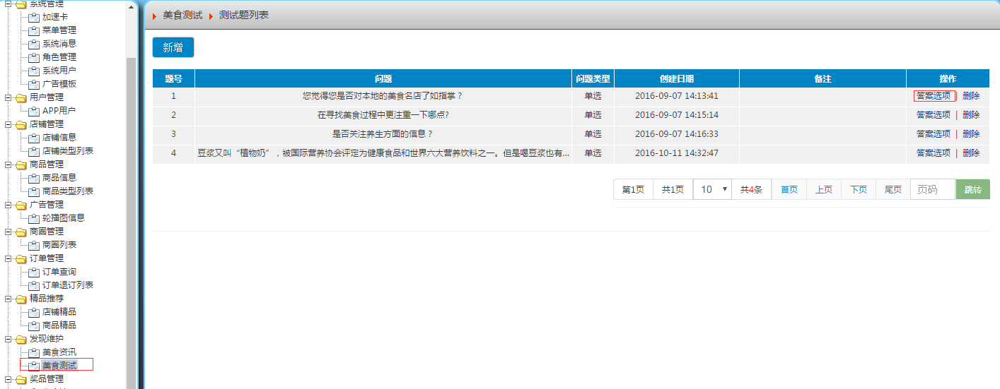 系统管理
加速卡
菜单管理
系统消息
角色管理
系统用户
广告模板
用户管理
APP用户
店铺管理
店铺信息
店铺类型列表
商品管理
商品信息
商品类型列表
广告管理
轮播图信息
商圈管理
商圈列表
订单管理
订单查询
订单退订列表
精品推荐
店铺精品
商品精品
发现维护
美食资讯
美食测试
奖品管理
美食测试 测试题列表
新增
题号 问题 问题类型 创建日期 备注 操作
1 您觉得您是否对本地的美食名店了如指掌？ 单选 2016-09-07 14:13:41 答案选项 | 删除
2 在寻找美食过程中更注重一下哪点? 单选 2016-09-07 14:15:14 答案选项 | 删除
3 是否关注养生方面的信息？ 单选 2016-09-07 14:16:33 答案选项 | 删除
4 豆浆又叫“植物奶”，被国际营养协会评定为健康食品和世界六大营养饮料之一。但是喝豆浆也有... 单选 2016-10-11 14:32:47 答案选项 | 删除
第1页 共1页 10 共4条 首页 上页 下页 尾页 页码 跳转